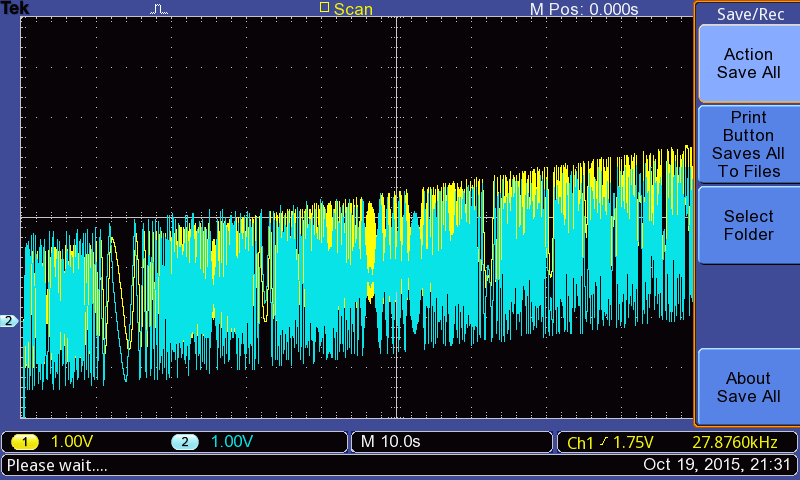 Tek
Scan
M Pos: 0.000s
Save/Rec
Action
Save All
Print
Button
Saves All
To Files
Select
Folder
About
Save All
2
1 1.00V
2 1.00V
M 10.0s
Ch1 1.75V
27.8760kHz
Please wait....
Oct 19, 2015, 21:31